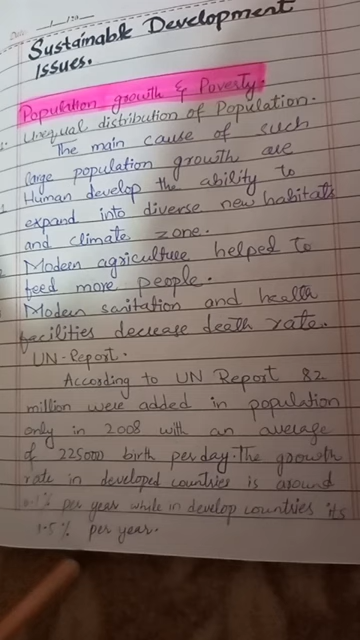 Date:
Sustainable Development
Issues.
Population growth & Poverty.
Unequal distribution of Population.
The main cause of such
large population growth are
Human develop the ability to
expand into diverse new habitats
and climate zone.
Modern agriculture helped to
feed more people.
Modern sanitation and health
facilities decrease death rate.
UN-Report.
According to UN Report 82
million were added in population
only in 2008 with an average
of 225000 birth per day. The growth
rate in developed countries is around
1% per year while in develop countries its
1.5% per year.